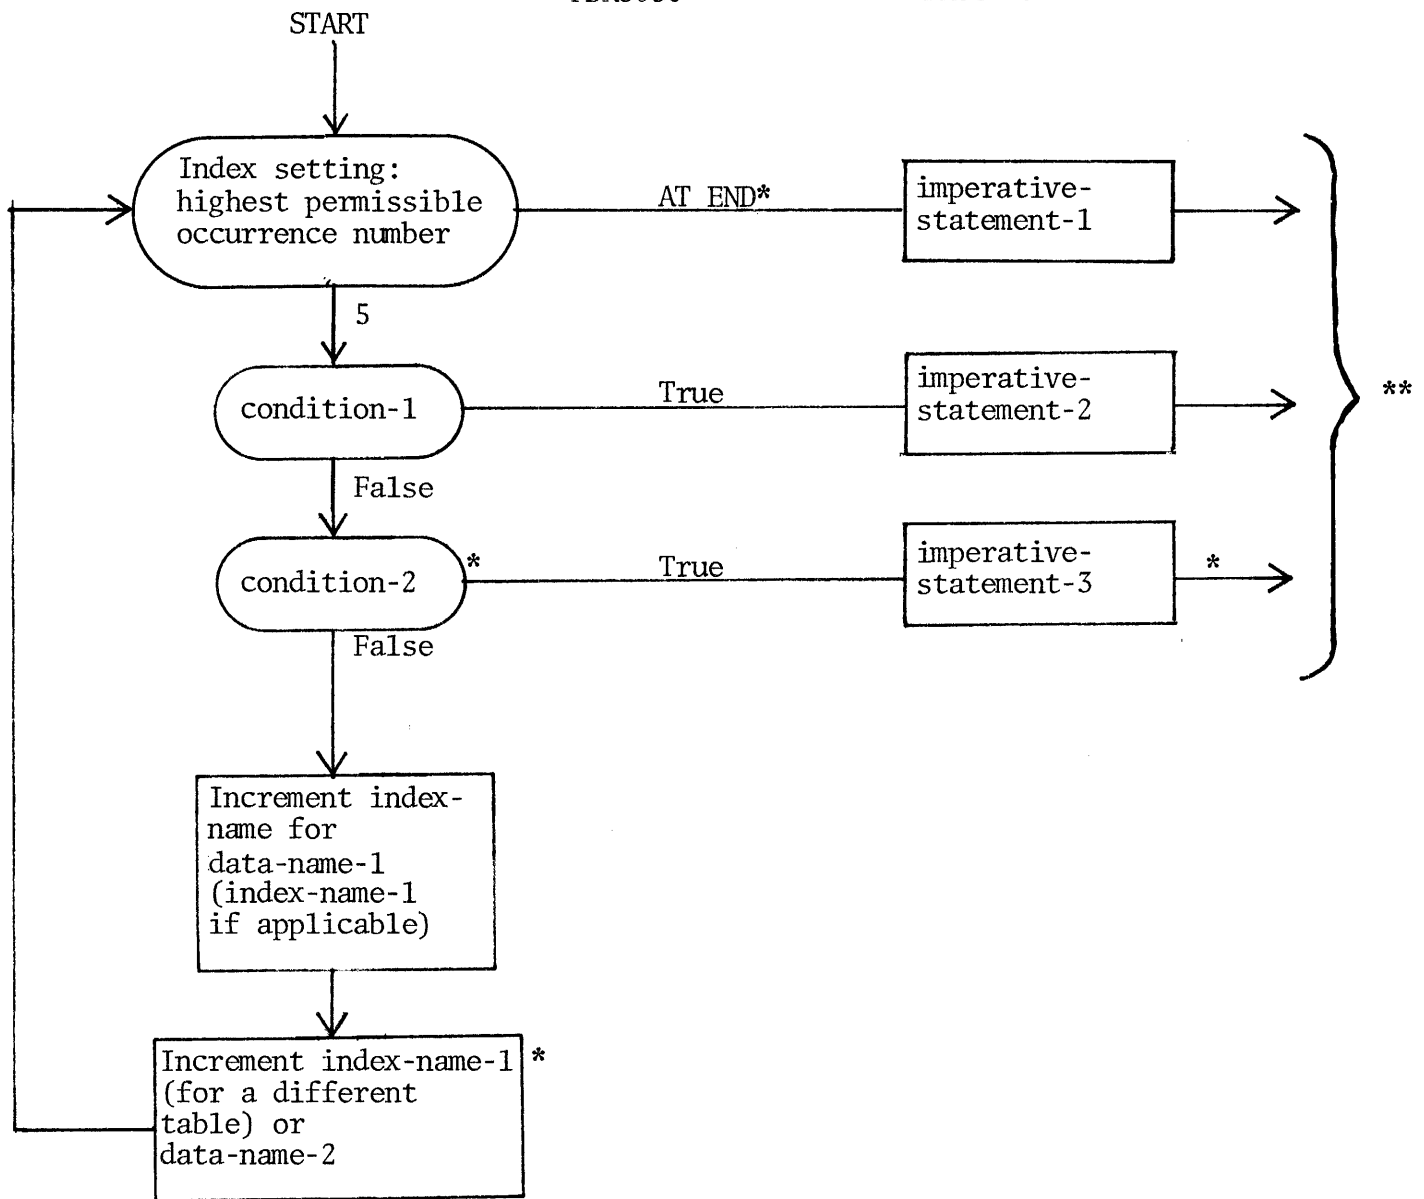 START
Index setting:
highest permissible
occurrence number
AT END*
imperative-
statement-1
5
condition-1
True
imperative-
statement-2
**
False
condition-2
*
True
imperative-
statement-3
*
False
Increment index-
name for
data-name-1
(index-name-1
if applicable)
Increment index-name-1
*
(for a different
table) or
data-name-2